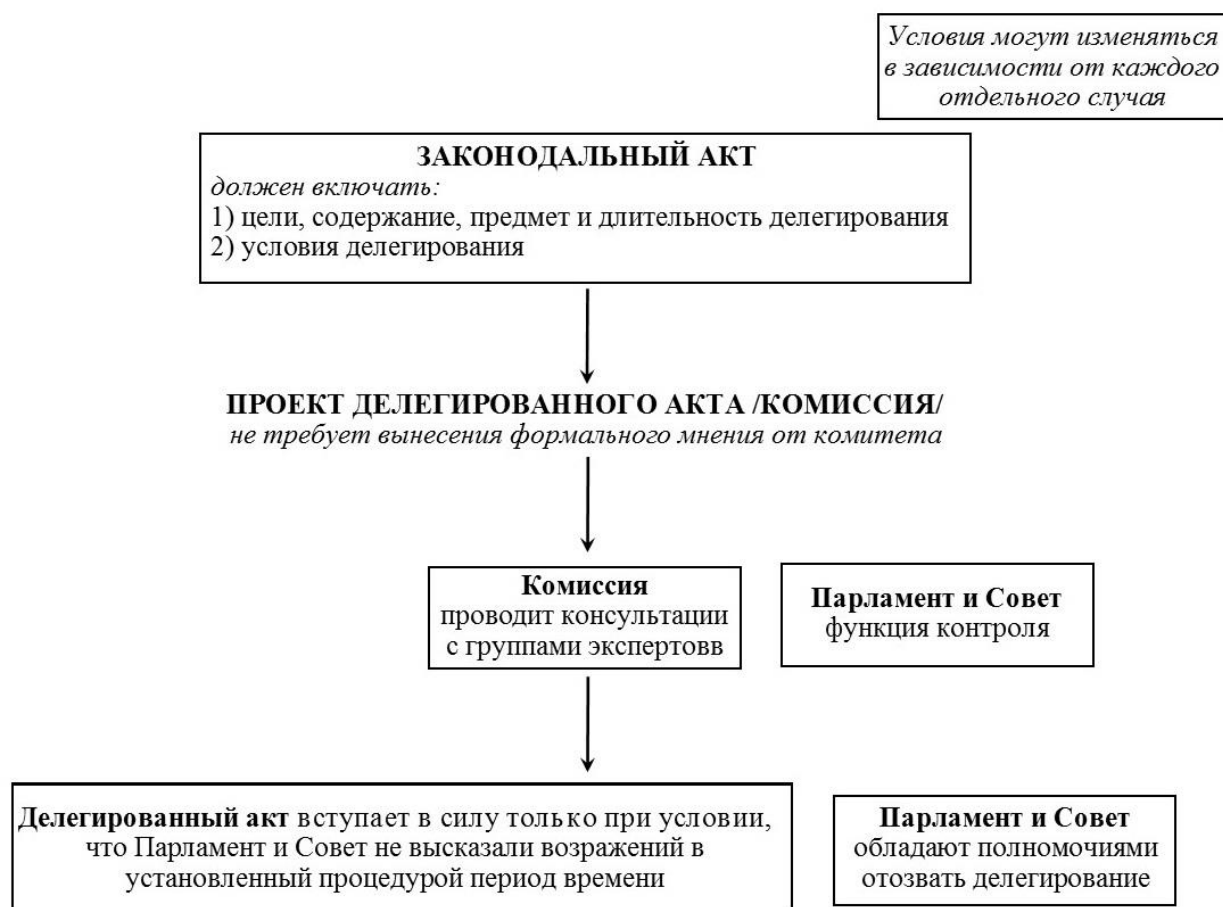 Условия могут изменяться
в зависимости от каждого
отдельного случая
ЗАКОНОДАЛЬНЫЙ АКТ
должен включать:
1) цели, содержание, предмет и длительность делегирования
2) условия делегирования
ПРОЕКТ ДЕЛЕГИРОВАННОГО АКТА /КОМИССИЯ/
не требует вынесения формального мнения от комитета
Комиссия
проводит консультации
с группами экспертовв
Парламент и Совет
функция контроля
Делегированный акт вступает в силу только при условии,
что Парламент и Совет не высказали возражений в
установленный процедурой период времени
Парламент и Совет
обладают полномочиями
отозвать делегирование